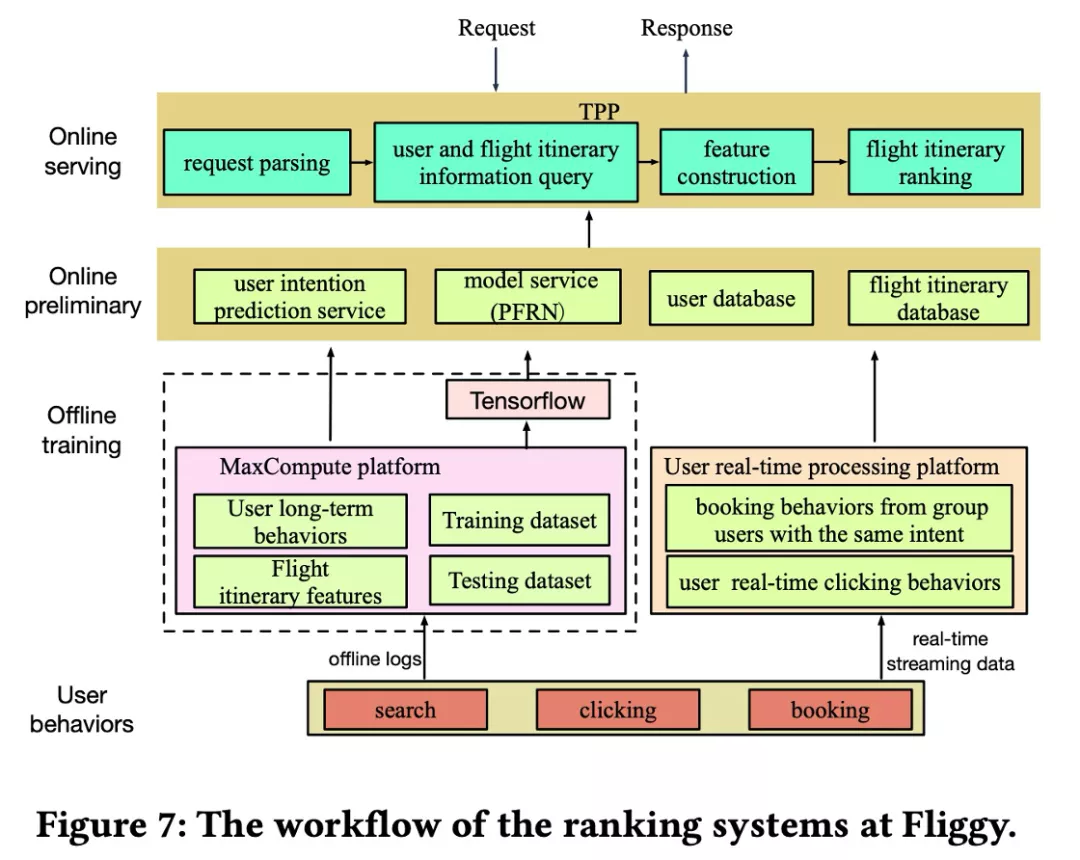 Request
Response
Online
serving
TPP
request parsing
user and flight itinerary
information query
feature
construction
flight itinerary
ranking
Online
preliminary
user intention
prediction service
model service
(PFRN）
user database
flight itinerary
database
Offline
training
Tensorflow
MaxCompute platform
User long-term
behaviors
Training dataset
Flight
itinerary features
Testing dataset
User real-time processing platform
booking behaviors from group
users with the same intent
user real-time clicking behaviors
offline logs
real-time
streaming data
User
behaviors
search
clicking
booking
Figure 7: The workflow of the ranking systems at Fliggy.